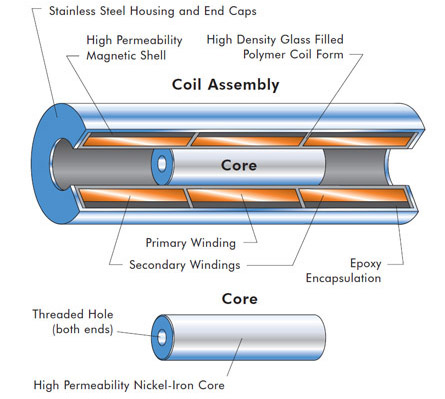 Stainless Steel Housing and End Caps
High Permeability
Magnetic Shell
High Density Glass Filled
Polymer Coil Form
Coil Assembly
Core
Primary Winding
Secondary Windings
Epoxy
Encapsulation
Core
Threaded Hole
(both ends)
High Permeability Nickel-Iron Core